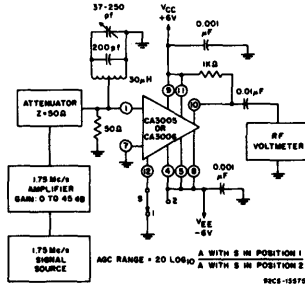 37-250
pf
200pf
30µH
VCC
+6V
0.001
µF
1KΩ
0.01µF
ATTENUATOR
Z=50Ω
50Ω
1
7
9
11
10
CA3005
OR
CA3006
12
4
5
8
RF
VOLTMETER
1.75 Mc/s
AMPLIFIER
GAIN: 0 TO 45 dB
S
1
2
0.001
µF
VEE
-6V
1.75 Mc/s
SIGNAL
SOURCE
AGC RANGE = 20 LOG10 A WITH S IN POSITION 1
A WITH S IN POSITION 2
92CS-15575